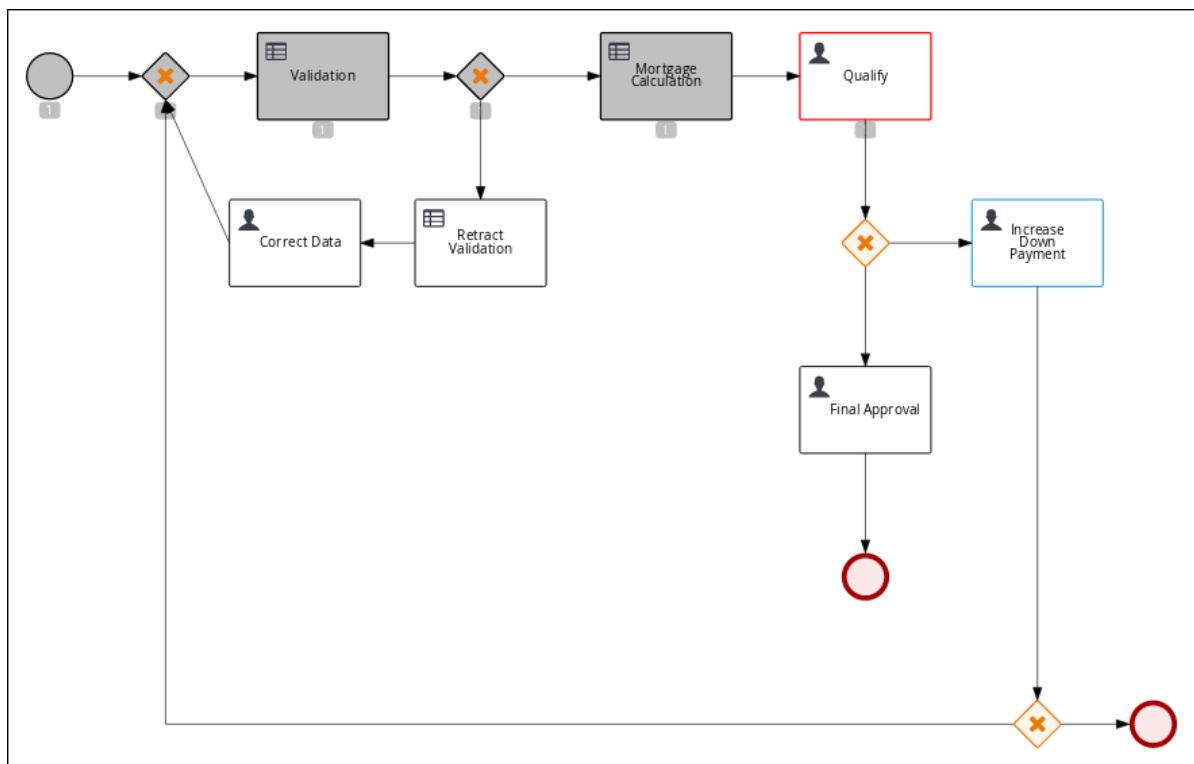 Validation
Mortgage
Calculation
Qualify
1
1
1
Correct Data
Retract
Validation
Increase
Down
Payment
Final Approval